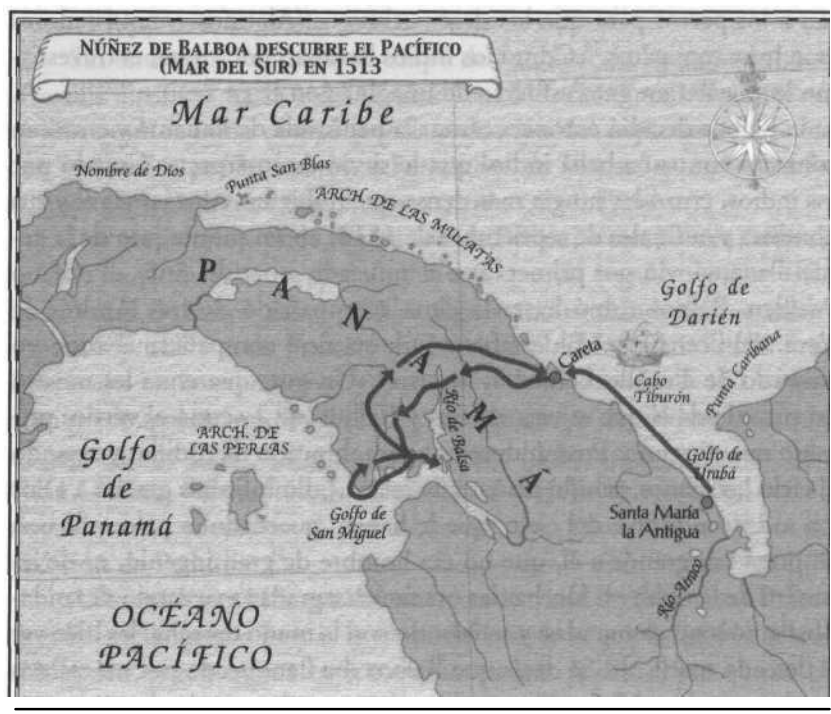 NÚÑEZ DE BALBOA DESCUBRE EL PACÍFICO
(MAR DEL SUR) EN 1513
Mar Caribe
Nombre de Dios
Punta San Blas
ARCH. DE LAS MULATAS
PANAMÁ
Golfo de
Darién
Careta
Cabo
Tiburón
Punta Caribana
Río de Balsa
ARCH. DE
LAS PERLAS
Golfo
de
Panamá
Golfo de
San Miguel
Golfo de
Urabá
Santa María
la Antigua
Río Atrato
OCÉANO
PACÍFICO